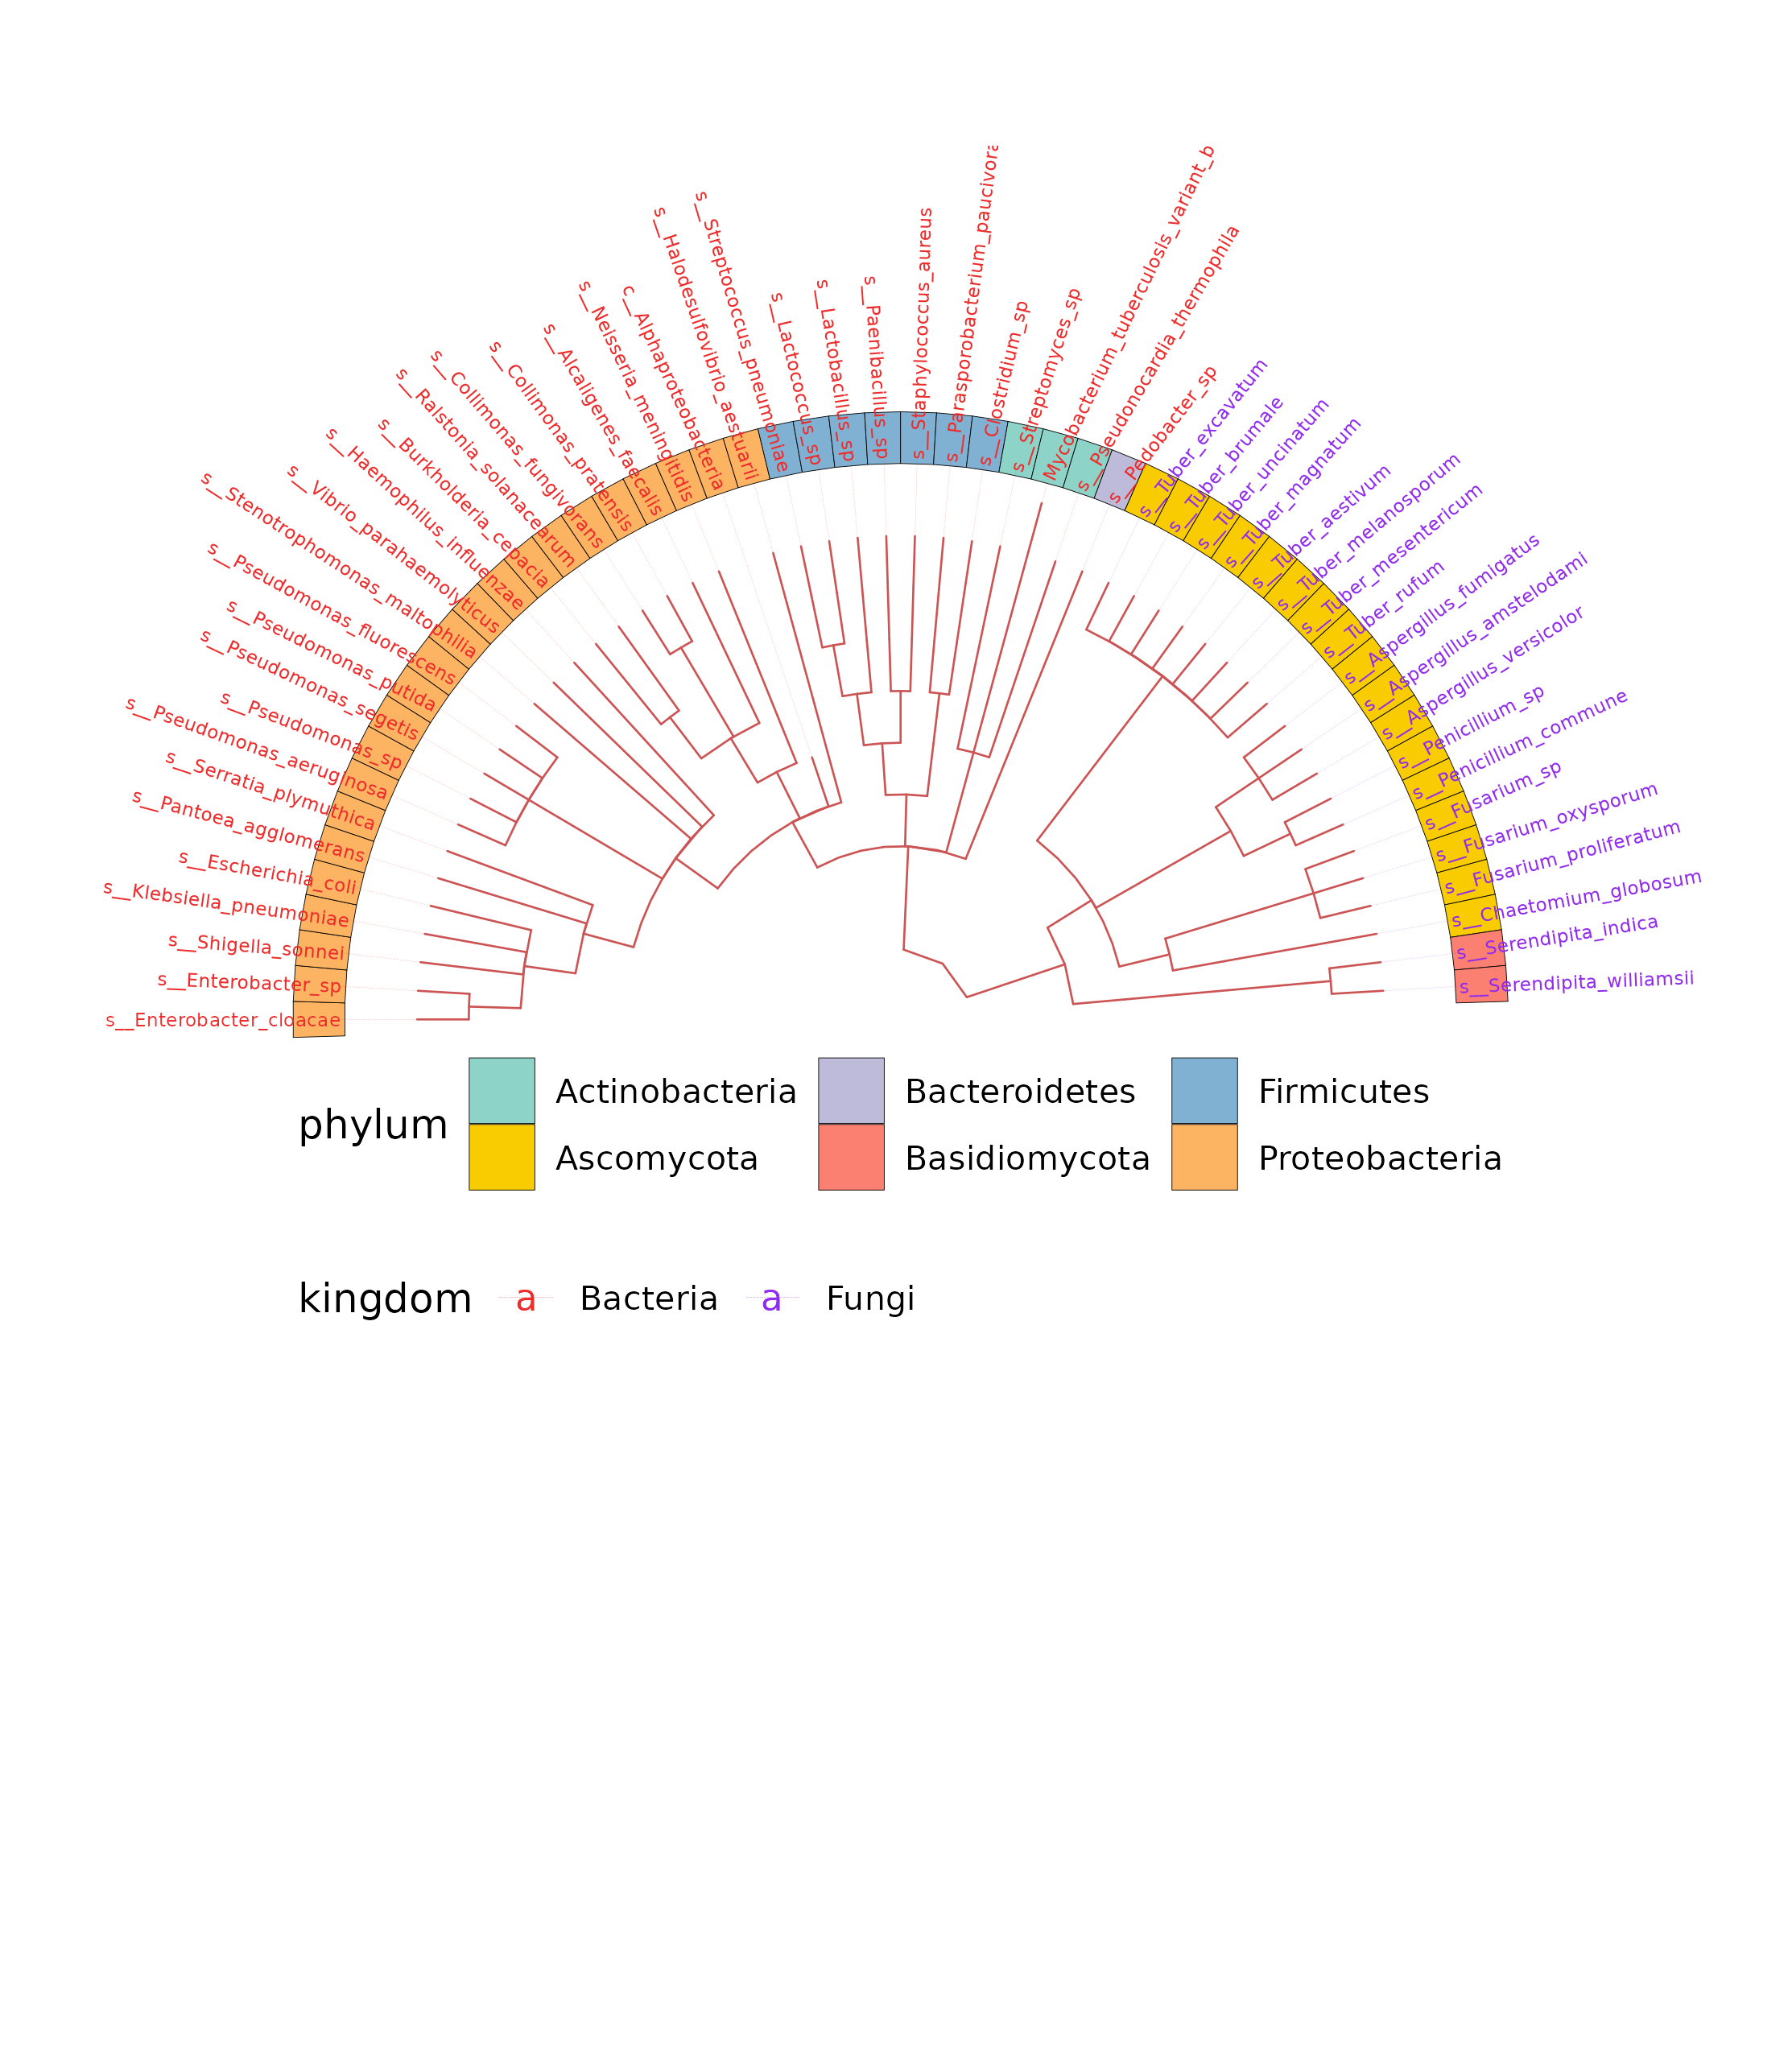 s__Enterobacter_cloacae
s__Enterobacter_sp
s__Shigella_sonnei
s__Klebsiella_pneumoniae
s__Escherichia_coli
s__Pantoea_agglomerans
s__Serratia_plymuthica
s__Pseudomonas_aeruginosa
s__Pseudomonas_sp
s__Pseudomonas_segetis
s__Pseudomonas_putida
s__Pseudomonas_fluorescens
s__Stenotrophomonas_maltophilia
s__Vibrio_parahaemolyticus
s__Haemophilus_influenzae
s__Burkholderia_cepacia
s__Ralstonia_solanacearum
s__Collimonas_fungivorans
s__Collimonas_pratensis
s__Alcaligenes_faecalis
s__Neisseria_meningitidis
c__Alphaproteobacteria
s__Halodesulfovibrio_aestuarii
s__Streptococcus_pneumoniae
s__Lactococcus_sp
s__Lactobacillus_sp
s__Paenibacillus_sp
s__Staphylococcus_aureus
s__Parasporobacterium_paucivora
s__Clostridium_sp
s__Streptomyces_sp
Mycobacterium_tuberculosis_variant_b
s__Pseudonocardia_thermophila
s__Pedobacter_sp
s__Tuber_excavatum
s__Tuber_brumale
s__Tuber_uncinatum
s__Tuber_magnatum
s__Tuber_aestivum
s__Tuber_melanosporum
s__Tuber_mesentericum
s__Tuber_rufum
s__Aspergillus_fumigatus
s__Aspergillus_amstelodami
s__Aspergillus_versicolor
s__Penicillium_sp
s__Penicillium_commune
s__Fusarium_sp
s__Fusarium_oxysporum
s__Fusarium_proliferatum
s__Chaetomium_globosum
s__Serendipita_indica
s__Serendipita_williamsii
phylum
Actinobacteria
Ascomycota
Bacteroidetes
Basidiomycota
Firmicutes
Proteobacteria
kingdom a Bacteria a Fungi